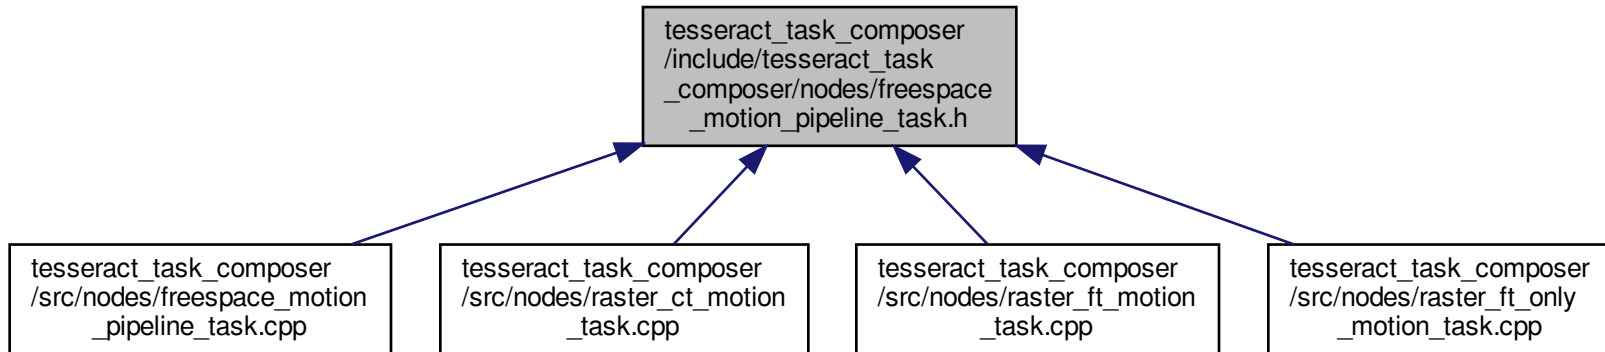 tesseract_task_composer
/include/tesseract_task
_composer/nodes/freespace
_motion_pipeline_task.h
tesseract_task_composer
/src/nodes/freespace_motion
_pipeline_task.cpp
tesseract_task_composer
/src/nodes/raster_ct_motion
_task.cpp
tesseract_task_composer
/src/nodes/raster_ft_motion
_task.cpp
tesseract_task_composer
/src/nodes/raster_ft_only
_motion_task.cpp